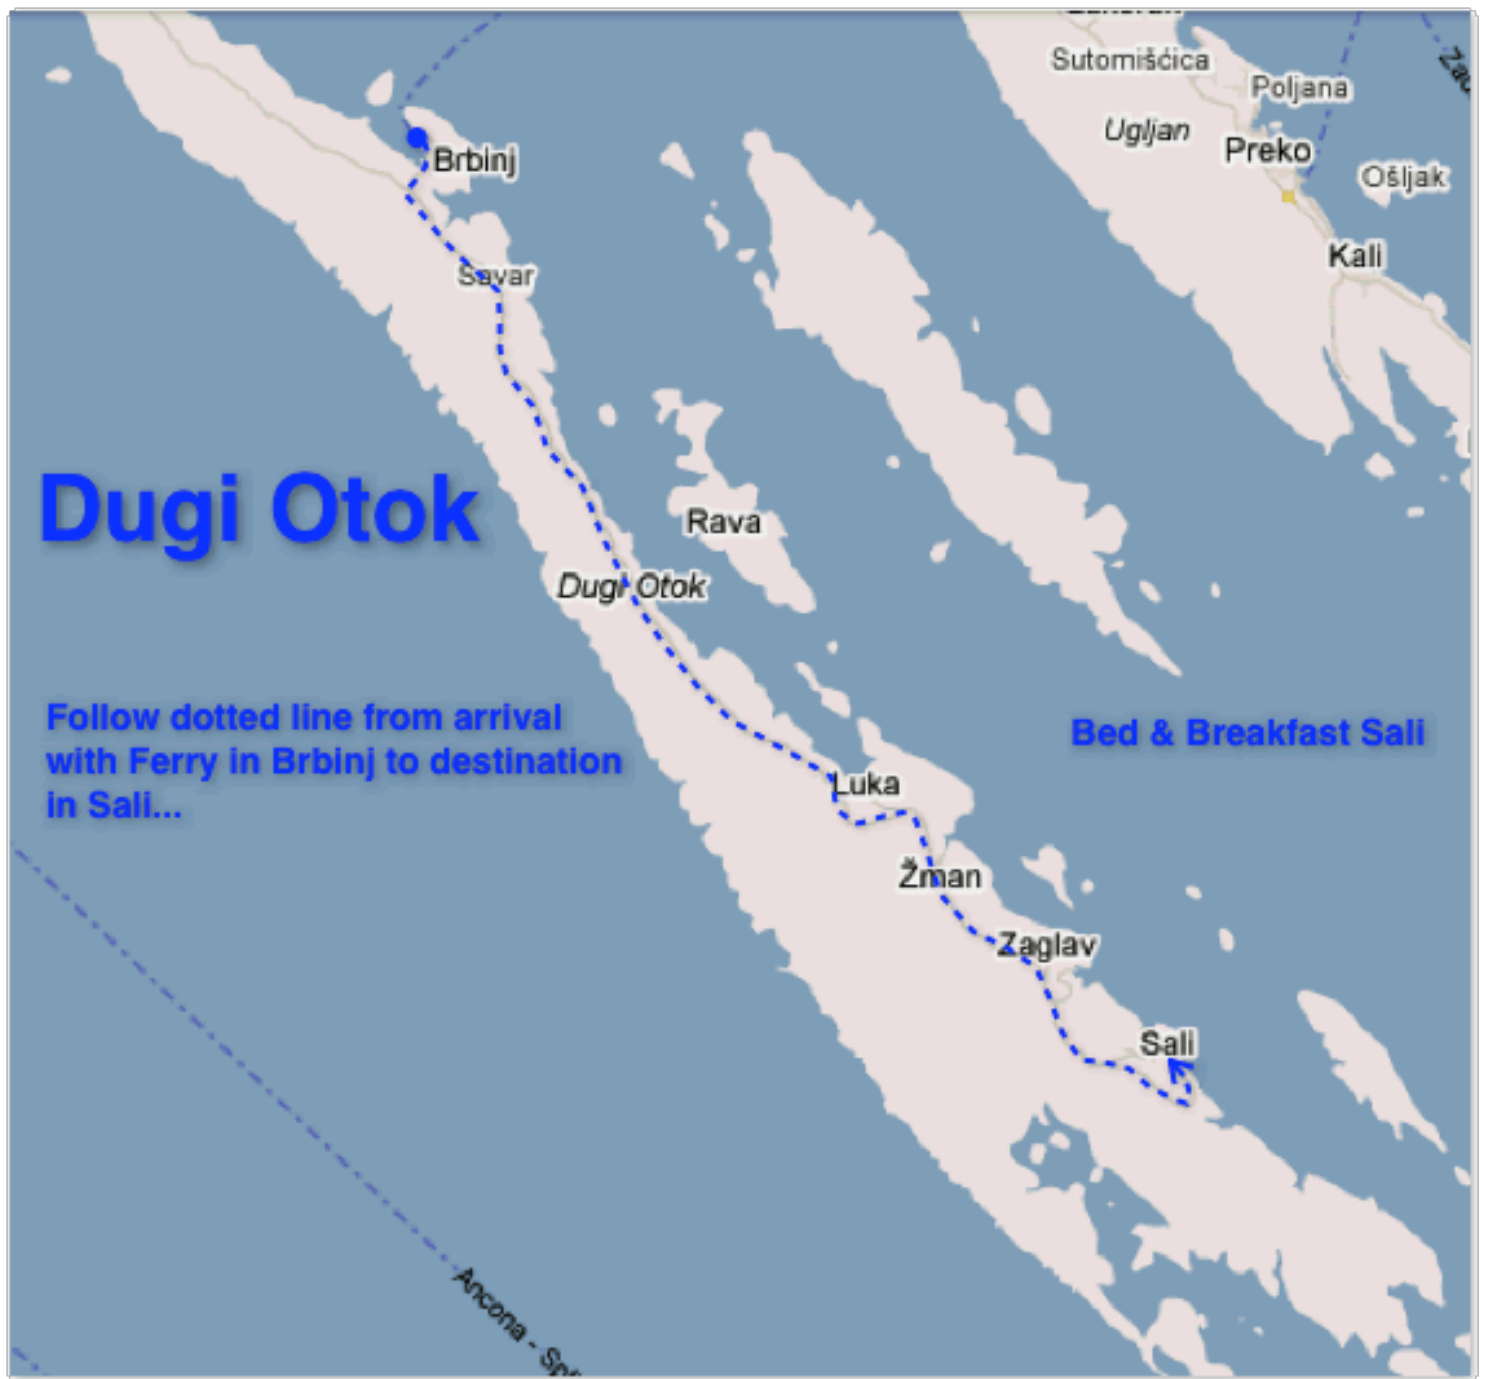 Sutomišćica
Poljana
Ugljan
Preko
Ošljak
Brbinj
Kali
Savar
Dugi Otok
Rava
Dugi Otok
Follow dotted line from arrival
with Ferry in Brbinj to destination
in Sali...
Bed & Breakfast Sali
Luka
Žman
Zaglav
Sali
Ancona -